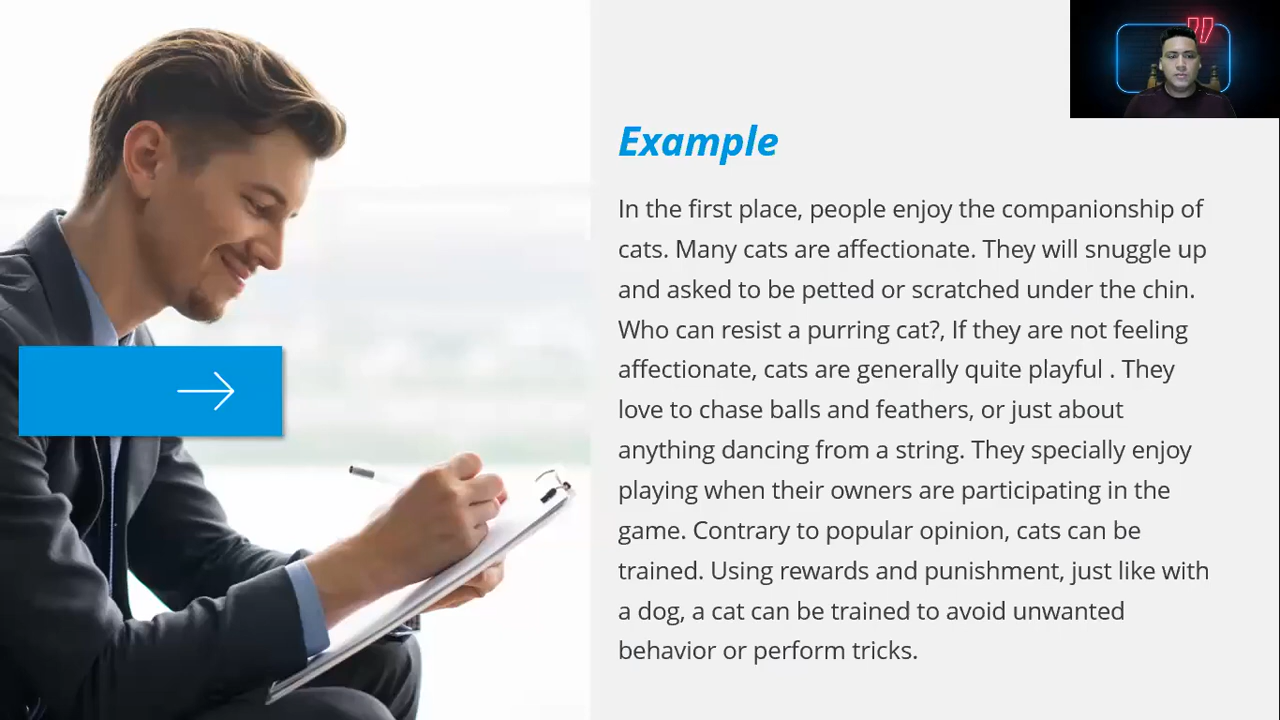 Example
In the first place, people enjoy the companionship of
cats. Many cats are affectionate. They will snuggle up
and asked to be petted or scratched under the chin.
Who can resist a purring cat?, If they are not feeling
affectionate, cats are generally quite playful . They
love to chase balls and feathers, or just about
anything dancing from a string. They specially enjoy
playing when their owners are participating in the
game. Contrary to popular opinion, cats can be
trained. Using rewards and punishment, just like with
a dog, a cat can be trained to avoid unwanted
behavior or perform tricks.